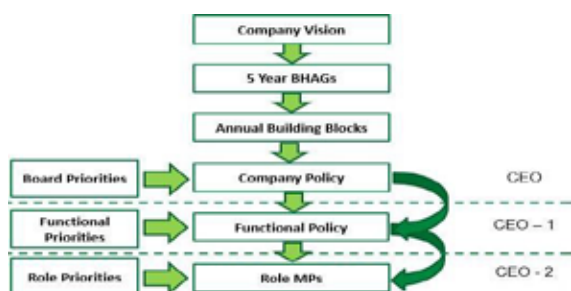 Company Vision
5 Year BHAGs
Annual Building Blocks
Board Priorities
Company Policy
CEO
Functional
Priorities
Functional Policy
CEO – 1
Role Priorities
Role MPs
CEO - 2